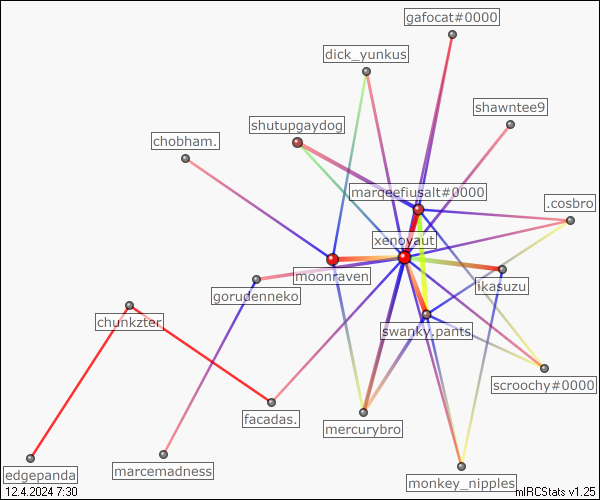 gafocat#0000
dick_yunkus
shawntee9
shutupgaydog
chobham.
marqeefiusalt#0000
.cosbro
xenoyaut
moonraven
likasuzu
gorudenneko
chunkzter
swanky.pants
scroochy#0000
facadas.
mercurybro
edgepanda
marcemadness
monkey_nipples
12.4.2024 7:30
mIRCStats v1.25